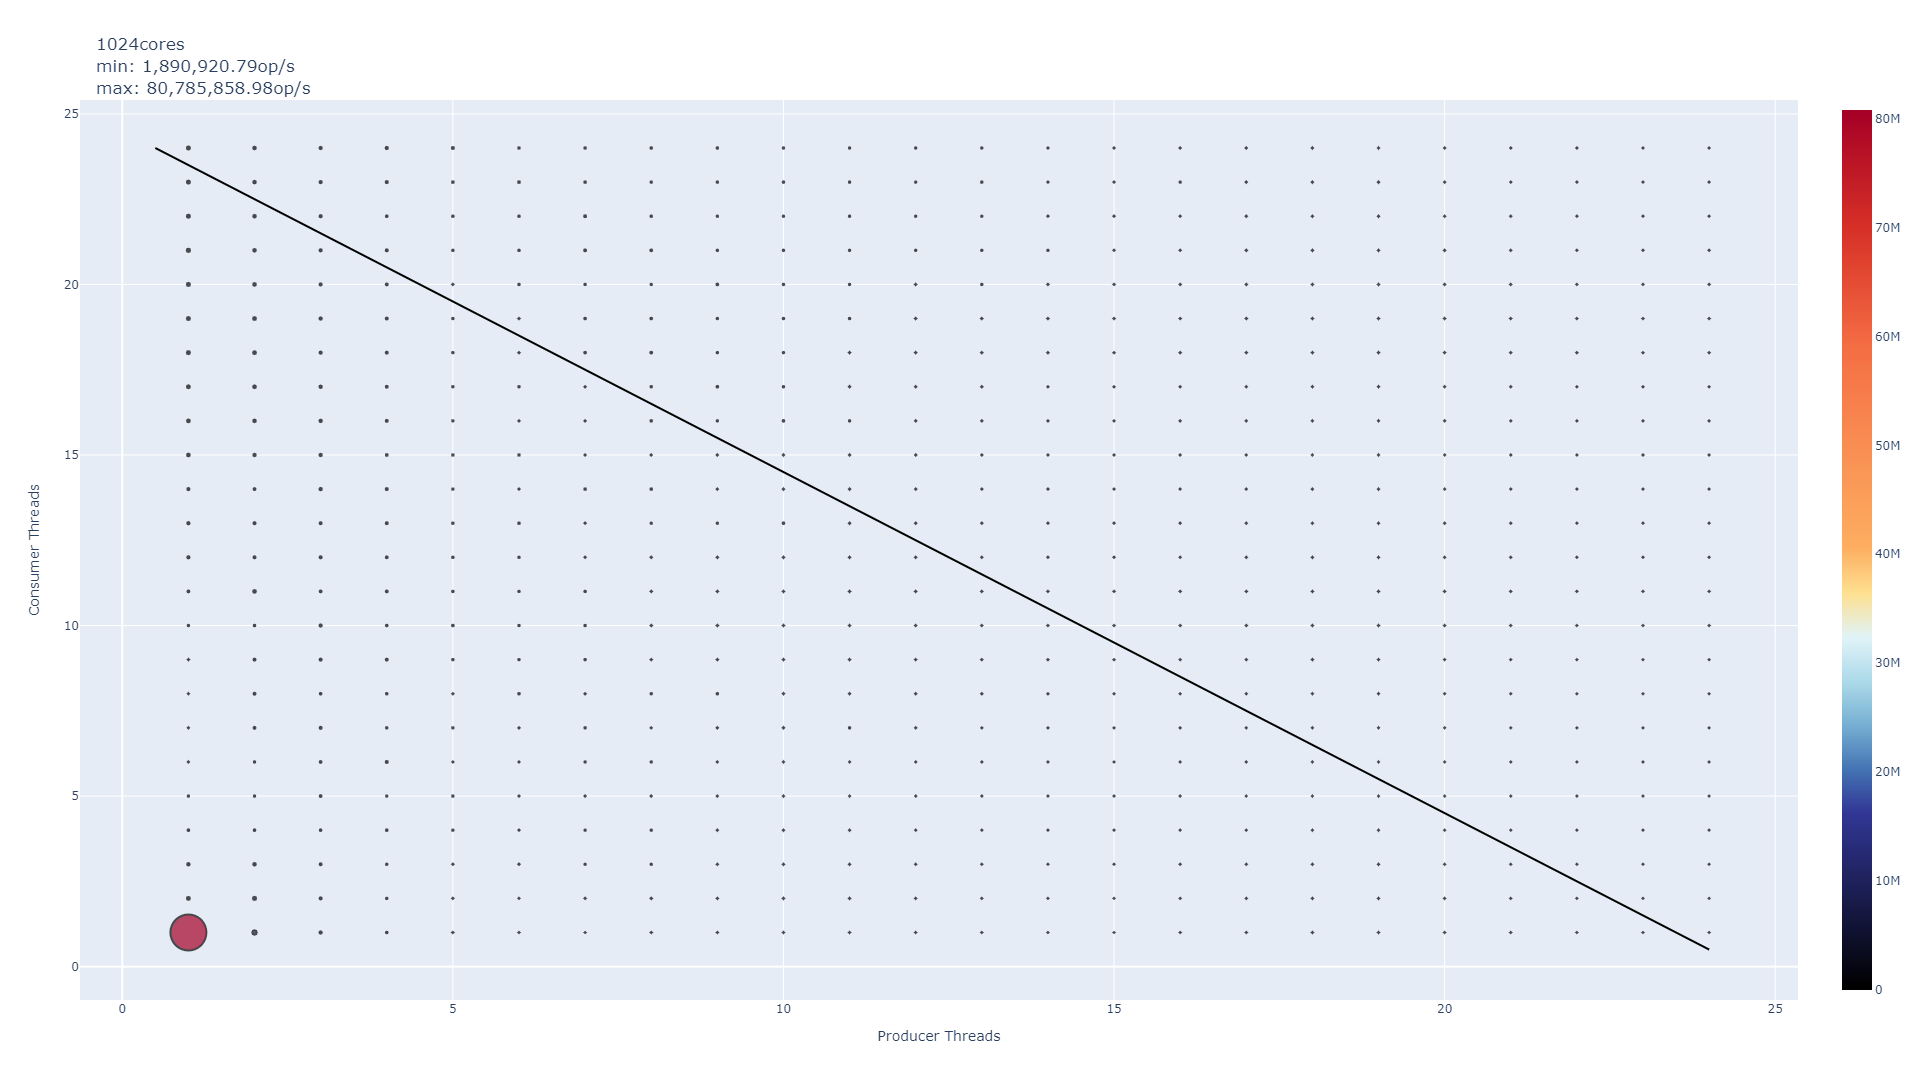 1024cores
min: 1,890,920.79op/s
max: 80,785,858.98op/s
25
20
15
10
5
0
Consumer Threads
0
5
10
15
20
25
Producer Threads
80M
70M
60M
50M
40M
30M
20M
10M
0